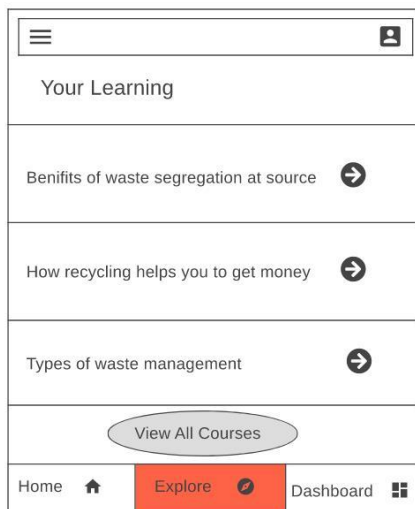 Your Learning
Benifits of waste segregation at source
How recycling helps you to get money
Types of waste management
View All Courses
Home Explore Dashboard